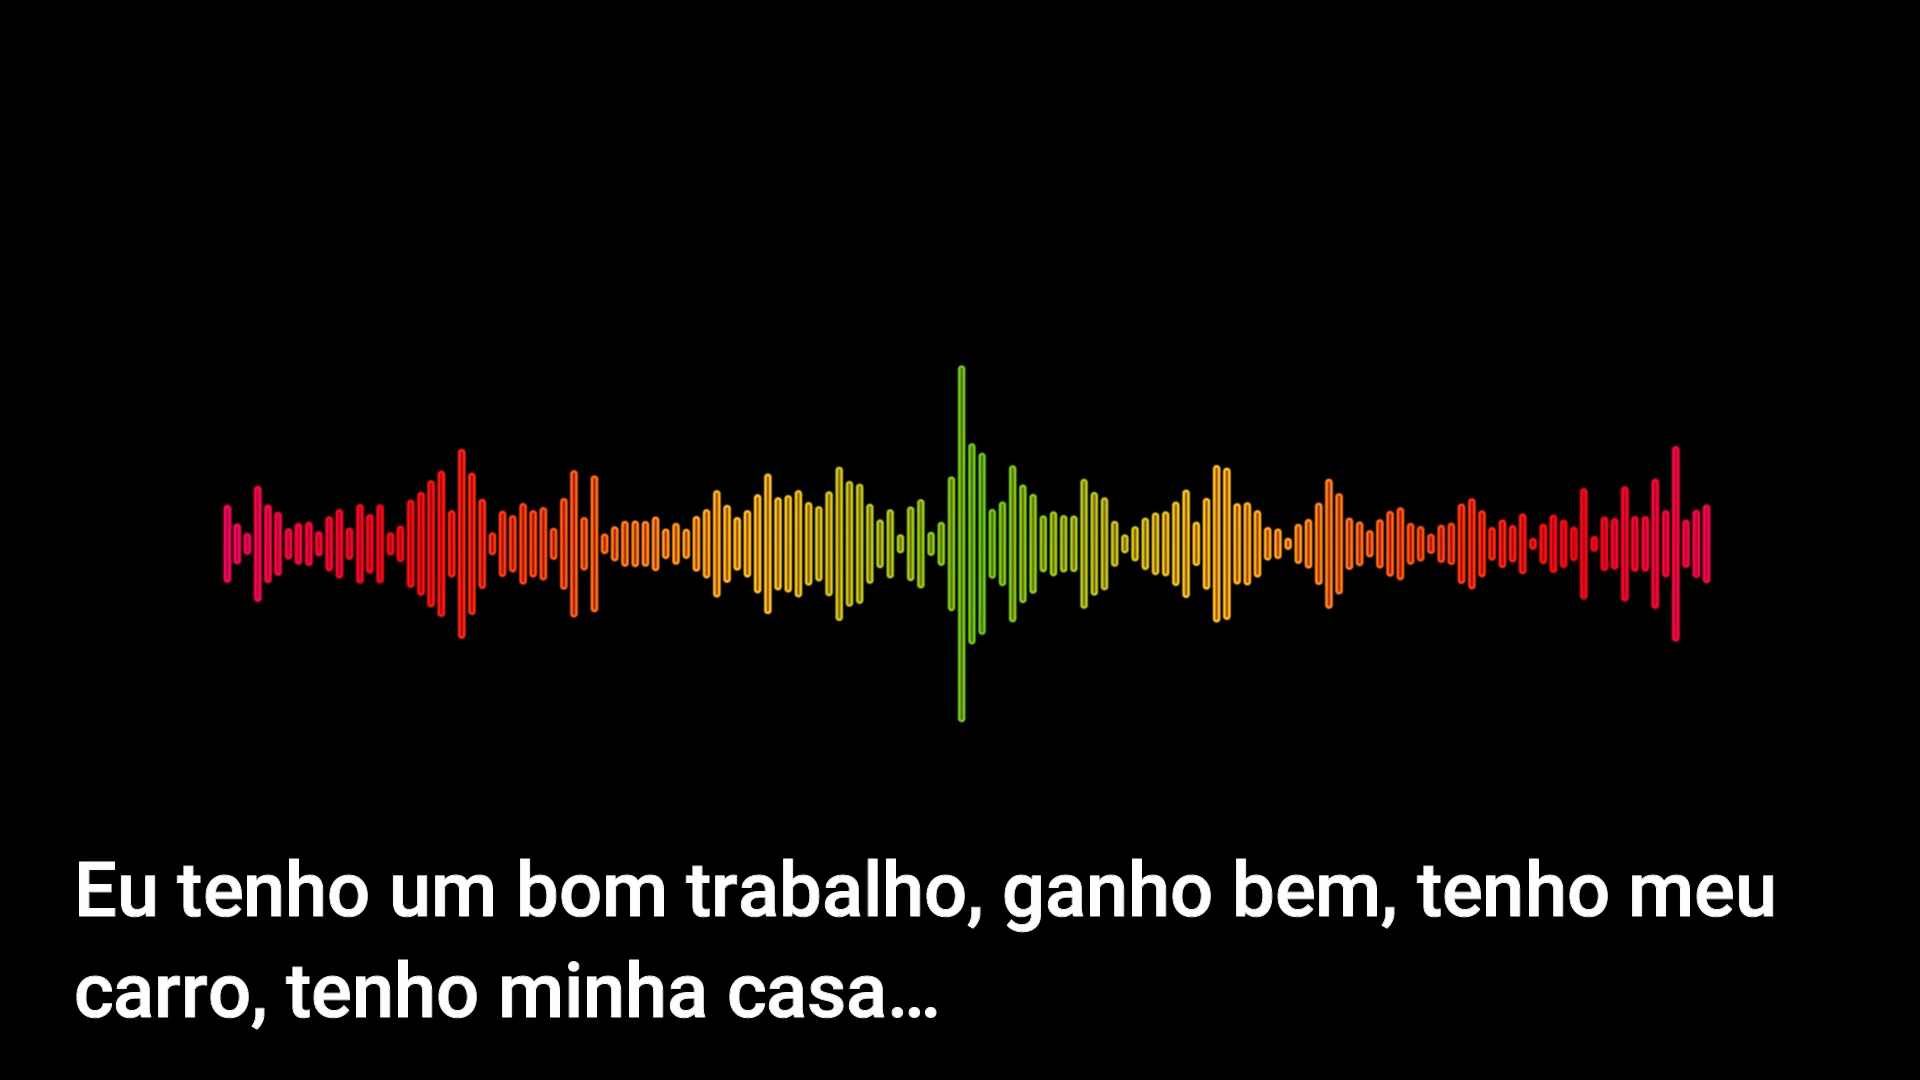 Eu tenho um bom trabalho, ganho bem, tenho meu
carro, tenho minha casa...